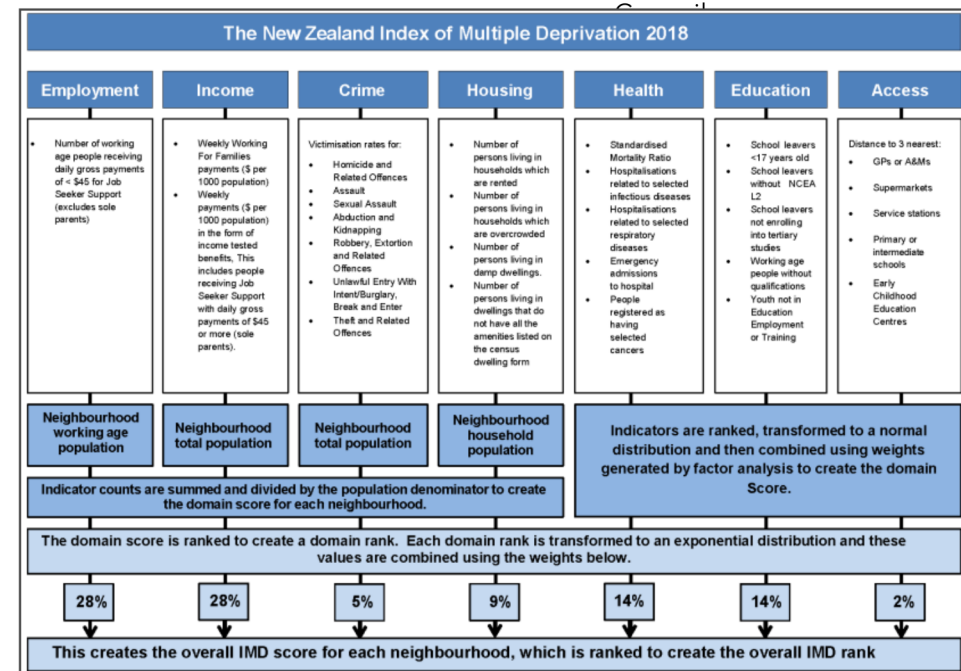 The New Zealand Index of Multiple Deprivation 2018
Employment
Income
Crime
Housing
Health
Education
Access
• Number of working
age people receiving
daily gross payments
of < $45 for Job
Seeker Support
(excludes sole
parents)
• Weekly Working
For Families
payments ($ per
1000 population)
• Weekly
payments ($ per
1000 population)
in the form of
income tested
benefits, This
includes people
receiving Job
Seeker Support
with daily gross
payments of $45
or more (sole
parents).
Victimisation rates for:
• Homicide and
Related Offences
• Assault
• Sexual Assault
• Abduction and
Kidnapping
• Robbery, Extortion
and Related
Offences
• Unlawful Entry With
Intent/Burglary,
Break and Enter
• Theft and Related
Offences
• Number of
persons living in
households which
are rented
• Number of
persons living in
households which
are overcrowded
• Number of
persons living in
damp dwellings.
• Number of
persons living in
dwellings that do
not have all the
amenities listed on
the census
dwelling form
• Standardised
Mortality Ratio
• Hospitalisations
related to selected
infectious diseases
• Hospitalisations
related to selected
respiratory
diseases
• Emergency
admissions
to hospital
• People
registered as
having
selected
cancers
• School leavers
<17 years old
• School leavers
without NCEA
L2
• School leavers
not enrolling
into tertiary
studies
• Working age
people without
qualifications
• Youth not in
Education
Employment
or Training
Distance to 3 nearest:
• GPs or A&Ms
• Supermarkets
• Service stations
• Primary or
intermediate
schools
• Early
Childhood
Education
Centres
Neighbourhood
working age
population
Neighbourhood
total population
Neighbourhood
total population
Neighbourhood
household
population
Indicators are ranked, transformed to a normal
distribution and then combined using weights
generated by factor analysis to create the domain
Score.
Indicator counts are summed and divided by the population denominator to create
the domain score for each neighbourhood.
The domain score is ranked to create a domain rank. Each domain rank is transformed to an exponential distribution and these
values are combined using the weights below.
28%
28%
5%
9%
14%
14%
2%
This creates the overall IMD score for each neighbourhood, which is ranked to create the overall IMD rank